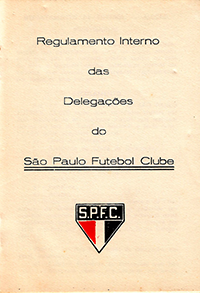 Regulamento Interno
das
Delegações
do
São Paulo Futebol Clube
S.P.F.C.